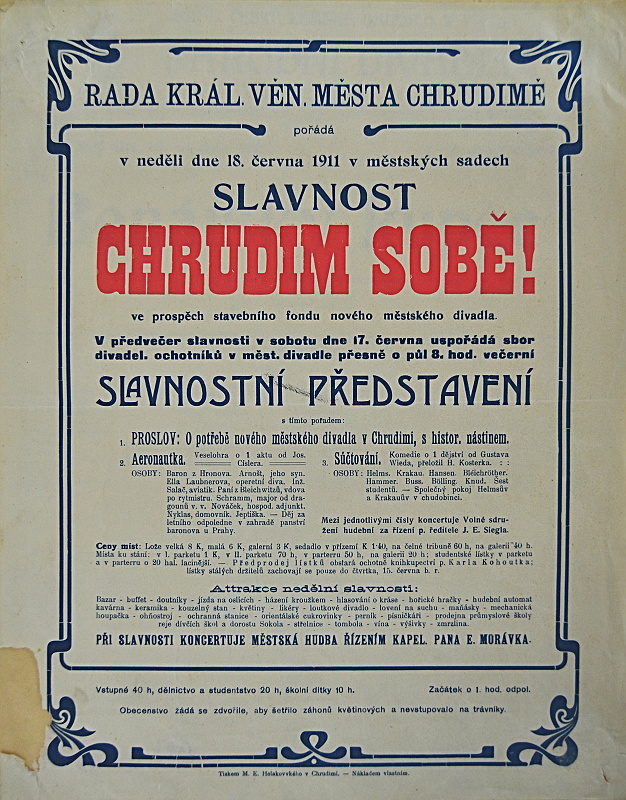 RADA KRÁL. VĚN. MĚSTA CHRUDIMĚ
pořádá
v neděli dne 18. června 1911 v městských sadech
SLAVNOST
CHRUDIM SOBĚ!
ve prospěch stavebního fondu nového městského divadla.
V předvečer slavnosti v sobotu dne 17. června uspořádá sbor
divadel. ochotníků v měst. divadle přesně o půl 8. hod. večerní
SLAVNOSTNÍ PŘEDSTAVENÍ
s tímto pořadem:
1. PROSLOV: O potřebě nového městského divadla v Chrudimi, s histor. nástinem.
2. Aeronautka. Veselohra o 1 aktu od Jos. Císlera.
OSOBY: Baron z Hronova. Arnošt, jeho syn.
Ella Laubnerova, operetní diva. Inž.
Solač, aviatik. Paní z Bleichwitzů, vdova
po rytmistru. Schramm, major od dra-
gounů v. v. Nováček, hospod. adjunkt.
Nyklas, domovník. Jeptiška. — Děj za
letního odpoledne v zahradě panství
baronova u Prahy.
3. Súčtování. Komedie o 1 dějství od Gustava
Wieda, přeložil H. Kosterka. : :
OSOBY: Helms. Krakau. Hansen. Bleichröther.
Hammer. Buss. Bölling. Knud. Šest
studentů. — Společný pokoj Helmsův
a Krakauův v chudobinci.
Mezi jednotlivými čísly koncertuje Volné sdru-
žení hudební za řízení p. ředitele J. E. Siegla.
Ceny míst: Lože velká 8 K, malá 6 K, galerní 3 K, sedadlo v přízemí K 1·40, na čelné tribuně 60 h, na galerii 40 h.
Místa ku stání: v I. parketu 1 K, v II. parketu 70 h, v parterru 50 h, na galerii 20 h; studentské lístky v parketu
a v parterru o 20 hal. lacinější. — Předprodej lístků obstará ochotně knihkupectví p. Karla Kohouta;
lístky stálých držitelů zachovají se pouze do čtvrtka, 15. června b. r.
Attrakce nedělní slavnosti:
Bazar - buffet - doutníky - jízda na oslících - házení kroužkem - hlasování o kráse - hořické hračky - hudební automat
kavárna - keramika - kouzelný stan - květiny - likéry - loutkové divadlo - lovení na suchu - maňásky - mechanická
houpačka - ohňostroj - ochranná stanice - orientálské cukrovinky - perník - písničkáři - prodejna průmyslové školy
reje dívčích škol a dorostu Sokola - střelnice - tombola - vína - výšivky - zmrzlina.
PŘI SLAVNOSTI KONCERTUJE MĚSTSKÁ HUDBA ŘÍZENÍM KAPEL. PANA E. MORÁVKA.
Vstupné 40 h, dělnictvo a studentstvo 20 h, školní dítky 10 h.
Začátek o 1. hod. odpol.
Obecenstvo žádá se zdvořile, aby šetřilo záhonů květinových a nevstupovalo na trávníky.
Tiskem M. E. Holakovského v Chrudimi. — Nákladem vlastním.